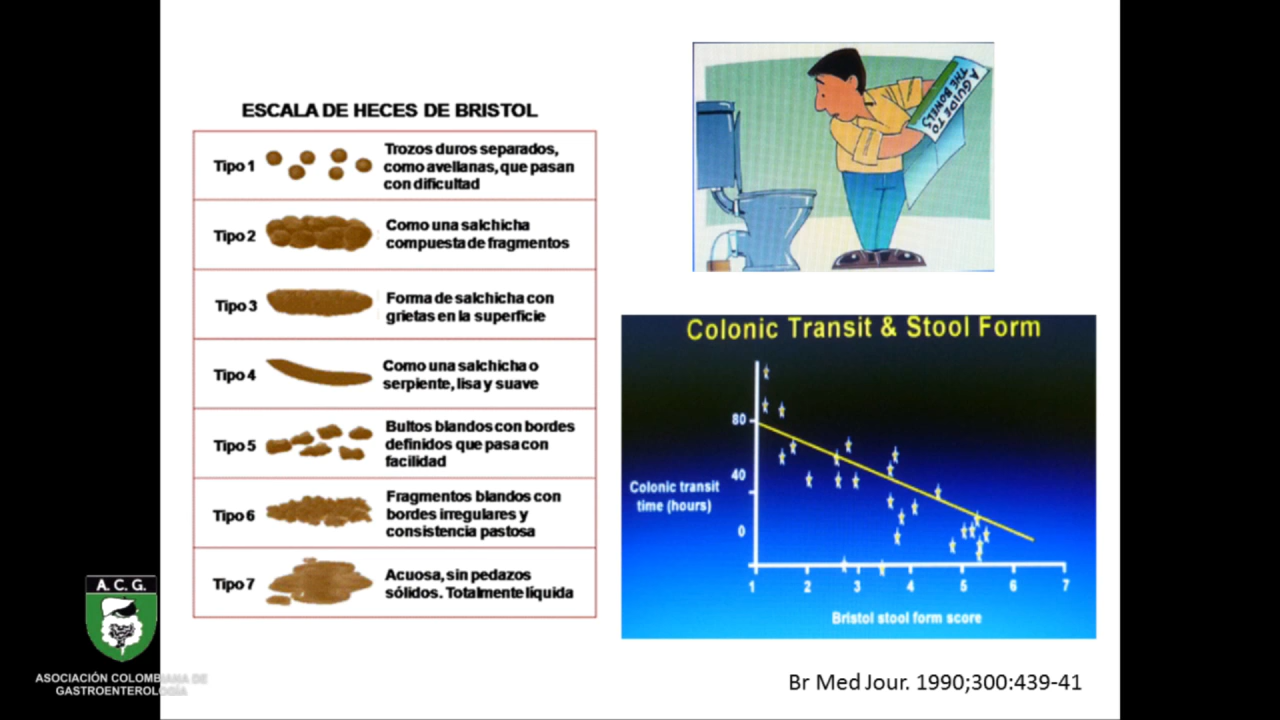 ESCALA DE HECES DE BRISTOL
Tipo 1
Trozos duros separados,
como avellanas, que pasan
con dificultad
Tipo 2
Como una salchicha
compuesta de fragmentos
Tipo 3
Forma de salchicha con
grietas en la superficie
Tipo 4
Como una salchicha o
serpiente, lisa y suave
Tipo 5
Bultos blandos con bordes
definidos que pasa con
facilidad
Tipo 6
Fragmentos blandos con
bordes irregulares y
consistencia pastosa
Tipo 7
Acuosa, sin pedazos
sólidos. Totalmente líquida
A GUIDE TO
THE BOWELS
Colonic Transit & Stool Form
80
40
0
Colonic transit
time (hours)
1 2 3 4 5 6 7
Bristol stool form score
Br Med Jour. 1990;300:439-41
A.C.G.
ASOCIACIÓN COLOMBIANA DE
GASTROENTEROLOGÍA